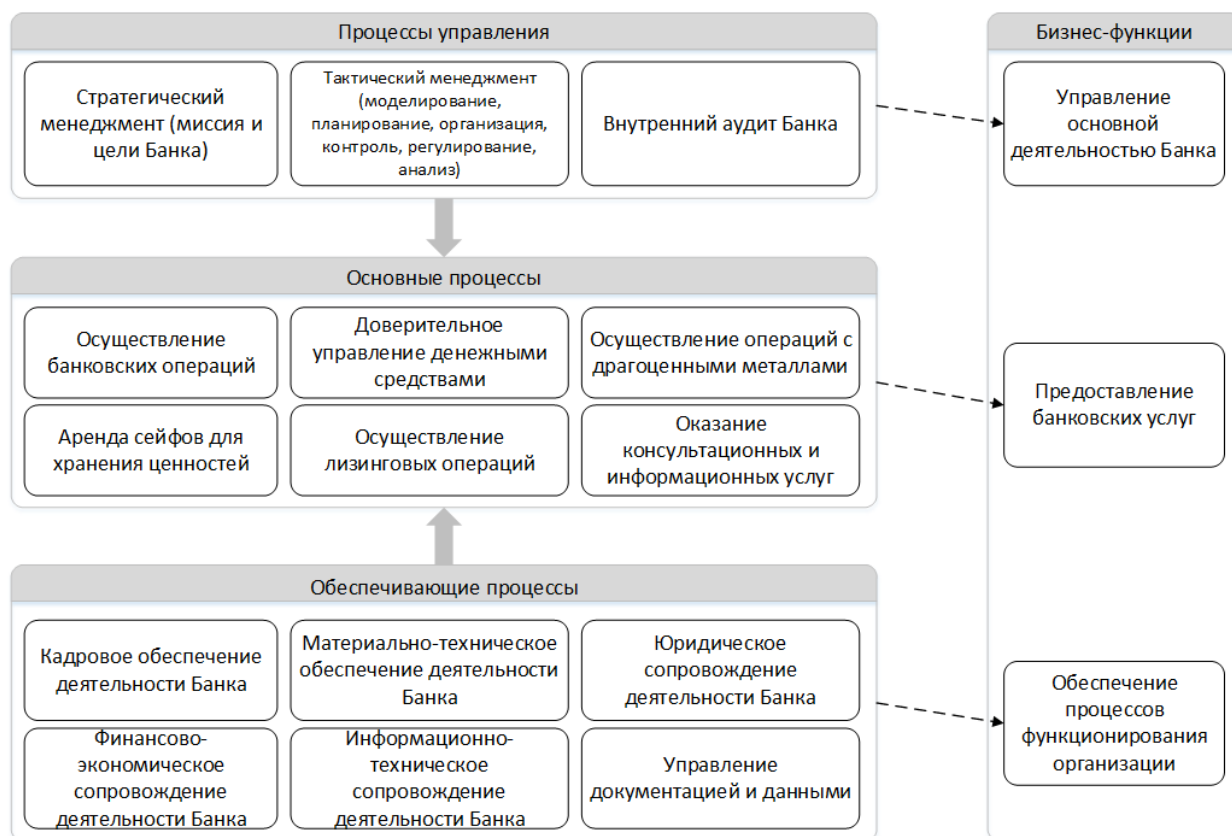 Процессы управления
Стратегический
менеджмент (миссия и
цели Банка)
Тактический менеджмент
(моделирование,
планирование, организация,
контроль, регулирование,
анализ)
Внутренний аудит Банка
Основные процессы
Осуществление
банковских операций
Доверительное
управление денежными
средствами
Осуществление операций с
драгоценными металлами
Аренда сейфов для
хранения ценностей
Осуществление
лизинговых операций
Оказание
консультационных и
информационных услуг
Обеспечивающие процессы
Кадровое обеспечение
деятельности Банка
Материально-техническое
обеспечение деятельности
Банка
Юридическое
сопровождение
деятельности Банка
Финансово-
экономическое
сопровождение
деятельности Банка
Информационно-
техническое
сопровождение
деятельности Банка
Управление
документацией и данными
Бизнес-функции
Управление
основной
деятельностью Банка
Предоставление
банковских услуг
Обеспечение
процессов
функционирования
организации